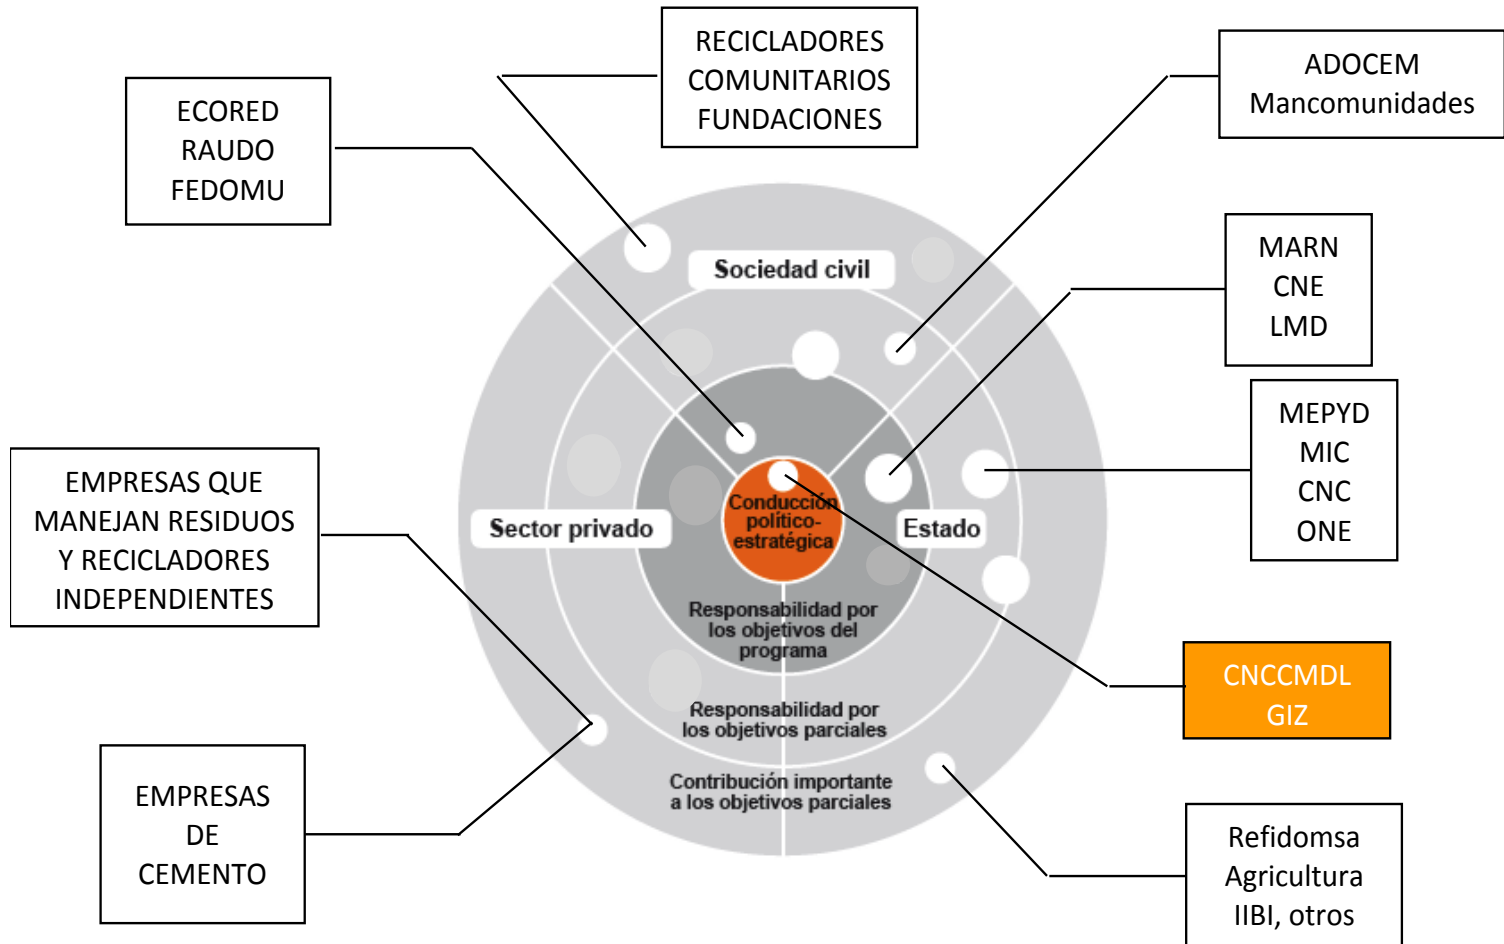 RECICLADORES
COMUNITARIOS
FUNDACIONES
ADOCEM
Mancomunidades
ECORED
RAUDO
FEDOMU
MARN
CNE
LMD
Sociedad civil
MEPYD
MIC
CNC
ONE
EMPRESAS QUE
MANEJAN RESIDUOS
Y RECICLADORES
INDEPENDIENTES
Sector privado
Conducción
político-
estratégica
Estado
Responsabilidad por
los objetivos del
programa
CNCCMDL
GIZ
Responsabilidad por
los objetivos parciales
Contribución importante
a los objetivos parciales
EMPRESAS
DE
CEMENTO
Refidomsa
Agricultura
IIBI, otros